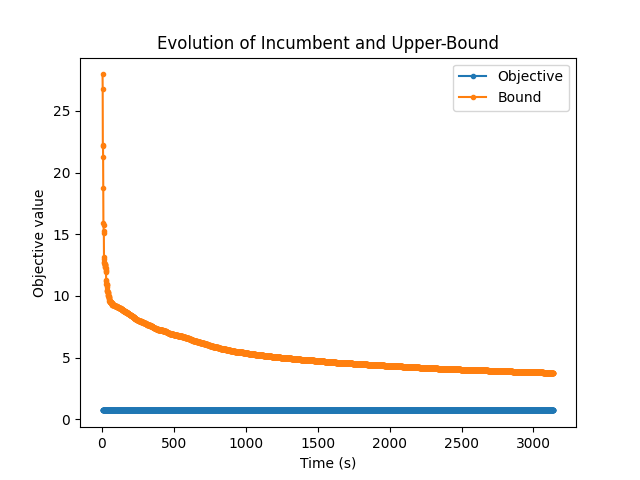 Evolution of Incumbent and Upper-Bound
Objective
Bound
Objective value
25
20
15
10
5
0
0 500 1000 1500 2000 2500 3000
Time (s)